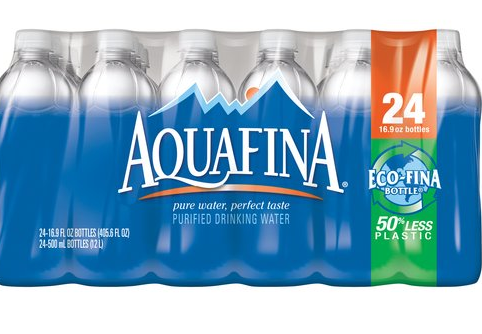 24
16.9 oz bottles
AQUAFINA®
ECO-FINA
BOTTLE®
pure water, perfect taste
PURIFIED DRINKING WATER
50% LESS
PLASTIC
24-16.9 FL OZ BOTTLES (405.6 FL OZ)
24-500 mL BOTTLES (12 L)